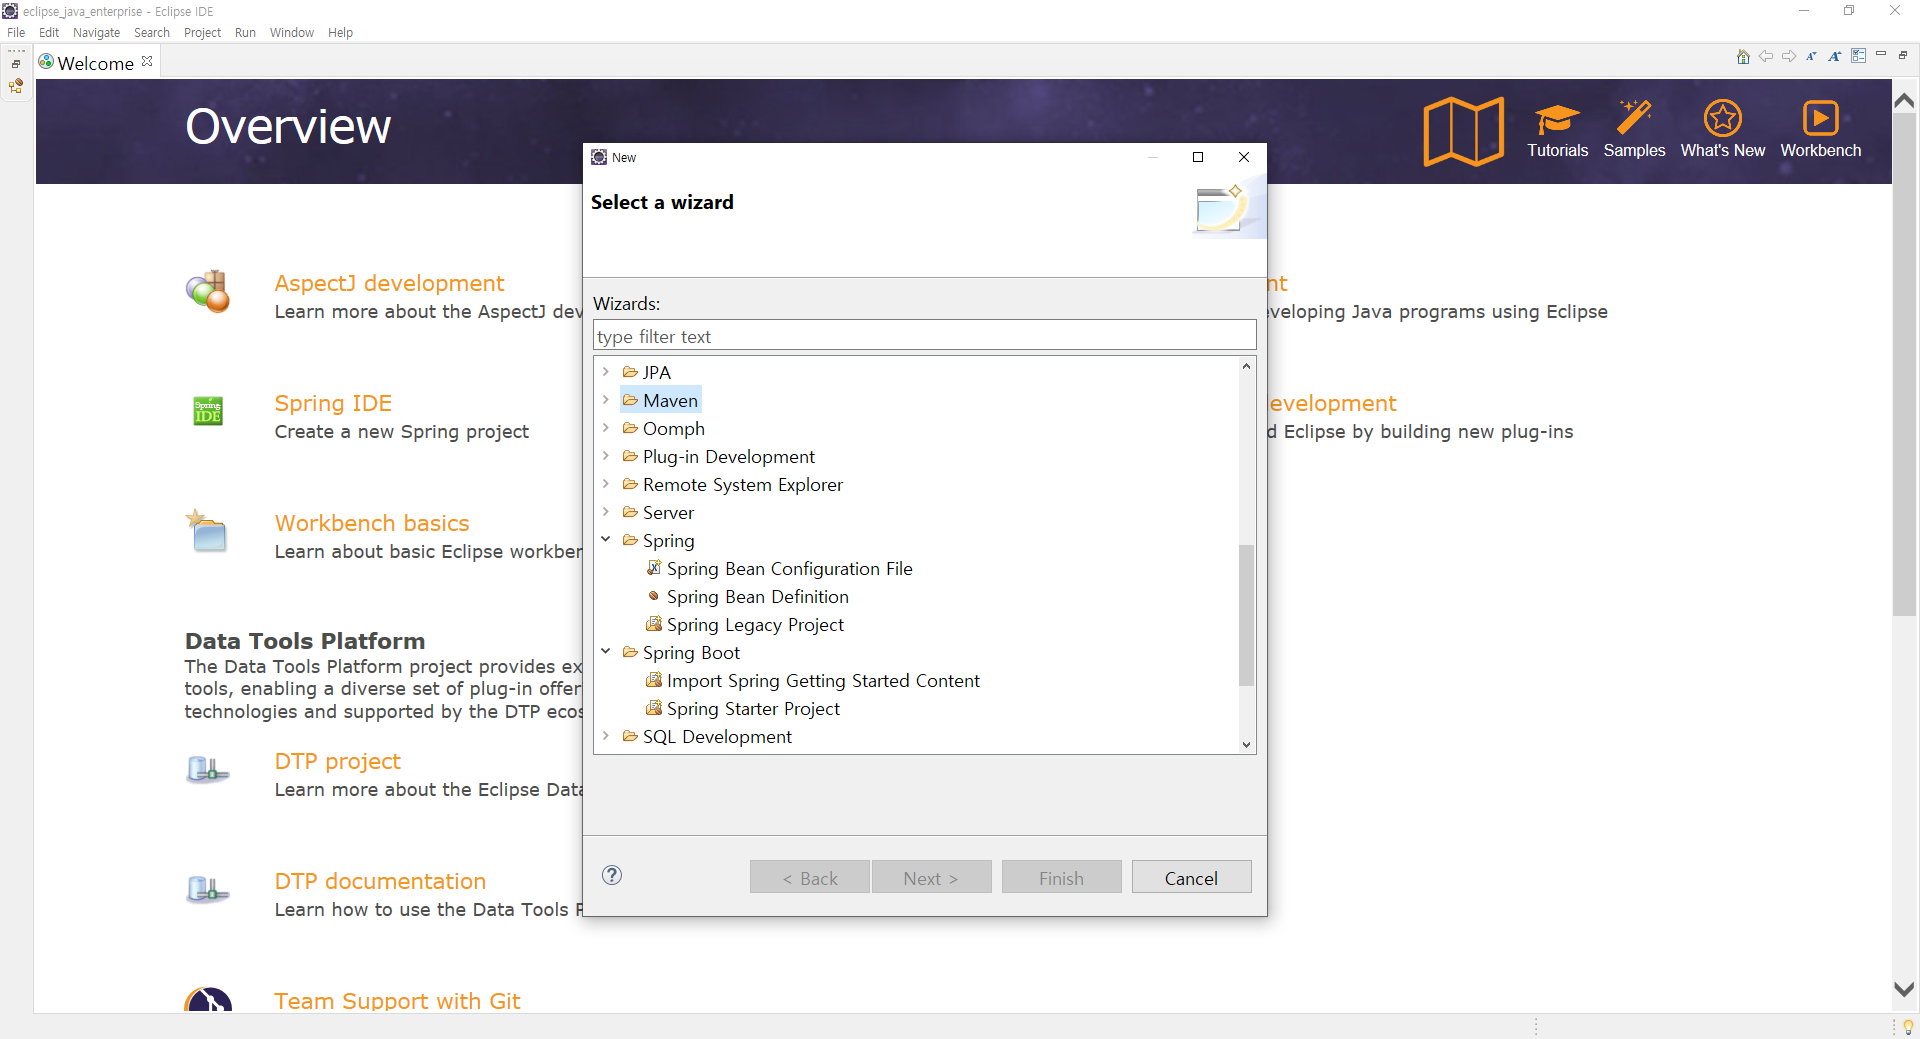 eclipse_java_enterprise - Eclipse IDE
File Edit Navigate Search Project Run Window Help
Welcome
Overview
Tutorials Samples What's New Workbench
New
Select a wizard
Wizards:
type filter text
JPA
Maven
Oomph
Plug-in Development
Remote System Explorer
Server
Spring
Spring Bean Configuration File
Spring Bean Definition
Spring Legacy Project
Spring Boot
Import Spring Getting Started Content
Spring Starter Project
SQL Development
< Back Next > Finish Cancel
AspectJ development
Learn more about the AspectJ dev
Spring IDE
Spring IDE
Create a new Spring project
Workbench basics
Learn about basic Eclipse workben
Data Tools Platform
The Data Tools Platform project provides ex
tools, enabling a diverse set of plug-in offer
technologies and supported by the DTP ecos
DTP project
Learn more about the Eclipse Data
DTP documentation
Learn how to use the Data Tools P
Team Support with Git
nt
veloping Java programs using Eclipse
evelopment
d Eclipse by building new plug-ins